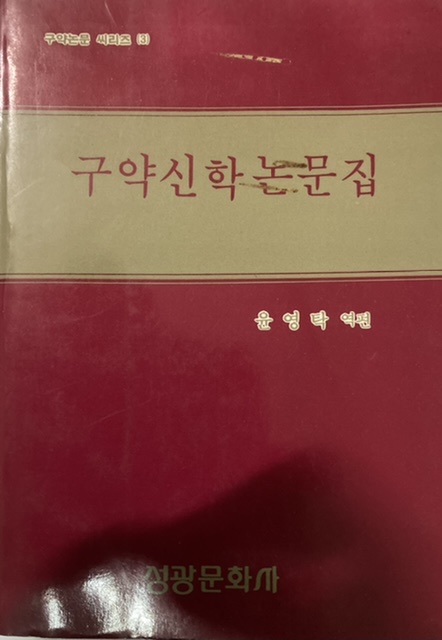 구약논문 씨리즈 (3)
구약신학논문집
윤영탁 역편
성광문화사